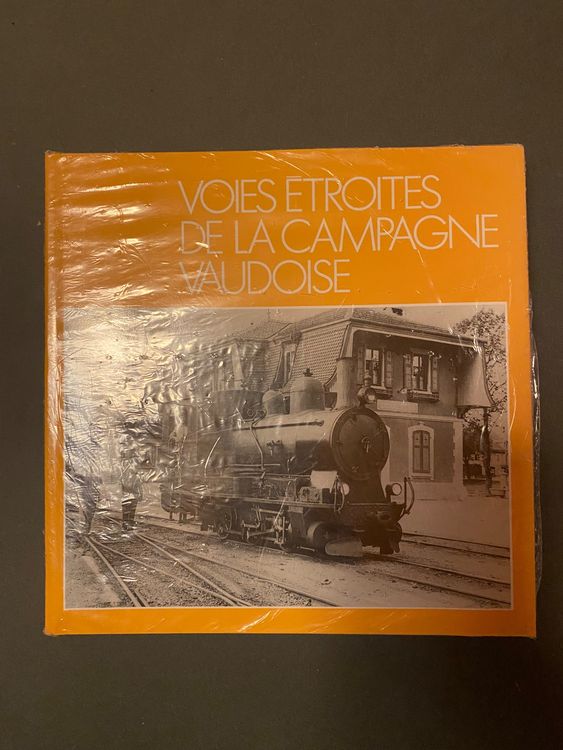 VOIES ÉTROITES
DE LA CAMPAGNE
VAUDOISE